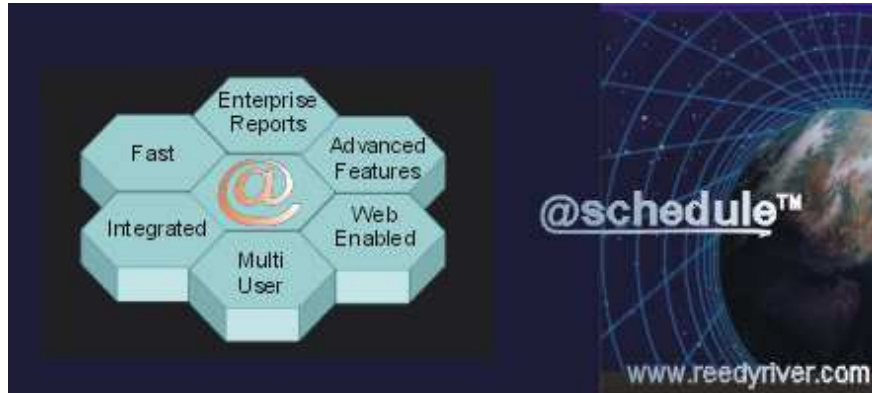 Enterprise
Reports
Fast
Advanced
Features
@
Integrated
Web
Enabled
Multi
User
@schedule™
www.reedyriver.com